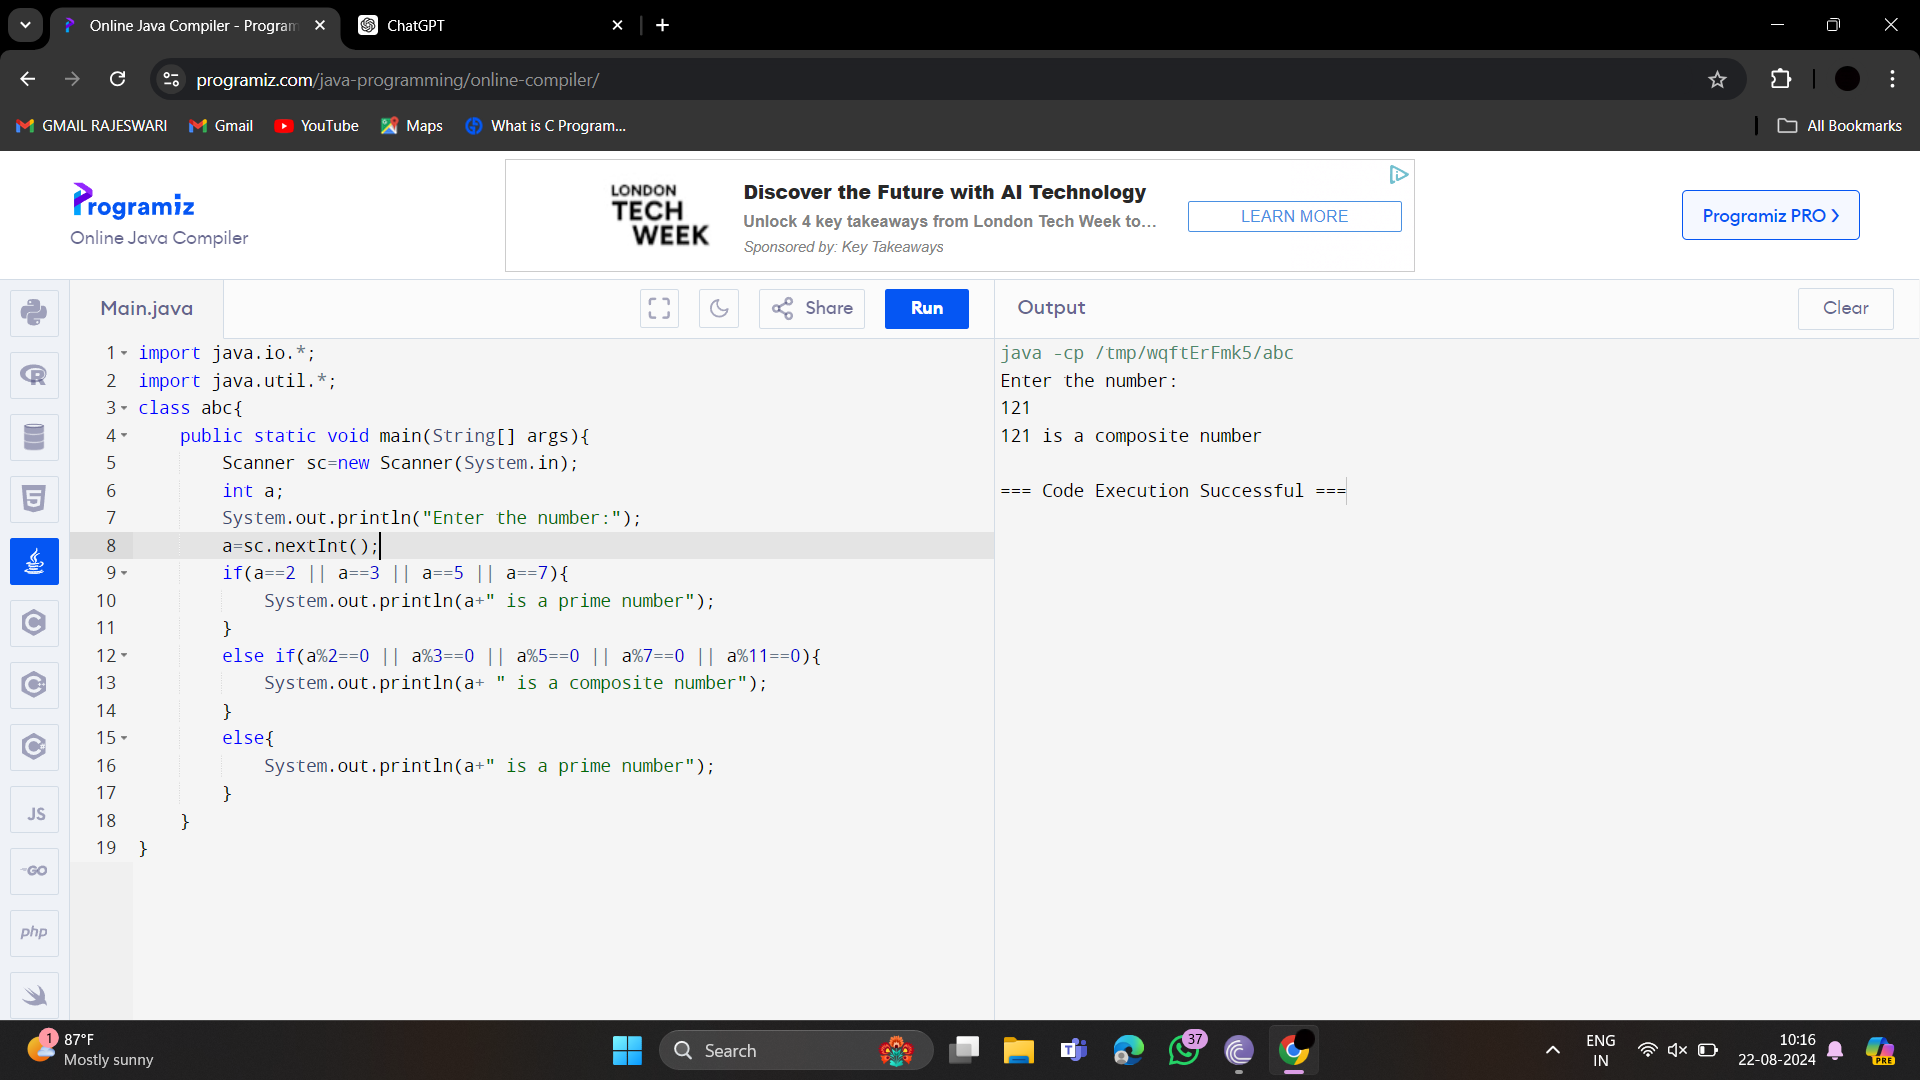 Online Java Compiler - Program
ChatGPT
programiz.com/java-programming/online-compiler/
GMAIL RAJESWARI
Gmail
YouTube
Maps
What is C Program...
All Bookmarks
Programiz
Online Java Compiler
LONDON
TECH
WEEK
Discover the Future with AI Technology
Unlock 4 key takeaways from London Tech Week to...
Sponsored by: Key Takeaways
LEARN MORE
Programiz PRO >
Main.java
Share
Run
Output
Clear
1 import java.io.*;
2 import java.util.*;
3 class abc{
4 public static void main(String[] args){
5 Scanner sc=new Scanner(System.in);
6 int a;
7 System.out.println("Enter the number:");
8 a=sc.nextInt();
9 if(a==2 || a==3 || a==5 || a==7){
10 System.out.println(a+" is a prime number");
11 }
12 else if(a%2==0 || a%3==0 || a%5==0 || a%7==0 || a%11==0){
13 System.out.println(a+ " is a composite number");
14 }
15 else{
16 System.out.println(a+" is a prime number");
17 }
18 }
19 }
java -cp /tmp/wqftErFmk5/abc
Enter the number:
121
121 is a composite number
=== Code Execution Successful ===
JS
GO
php
1
87°F
Mostly sunny
Search
37
ENG
IN
10:16
22-08-2024
PRE